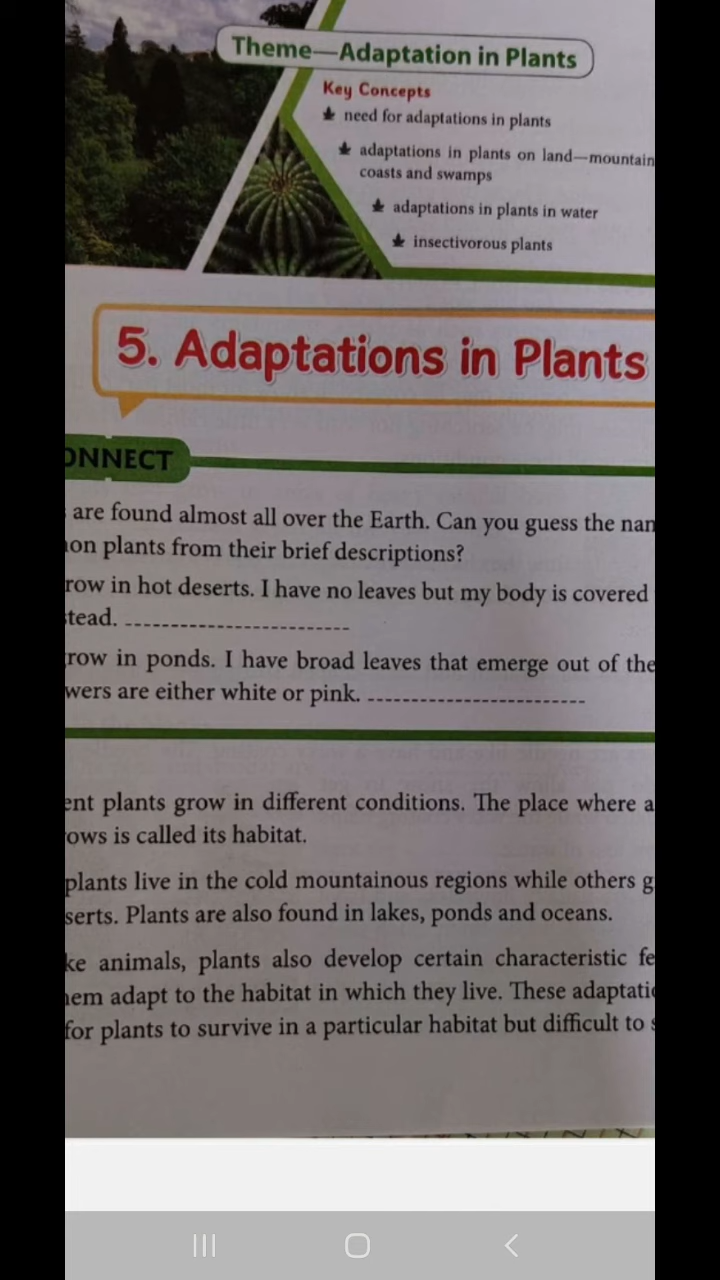 Theme—Adaptation in Plants
Key Concepts
need for adaptations in plants
adaptations in plants on land—mountain
coasts and swamps
adaptations in plants in water
insectivorous plants
5. Adaptations in Plants
ONNECT
are found almost all over the Earth. Can you guess the nam
on plants from their brief descriptions?
row in hot deserts. I have no leaves but my body is covered
stead.
row in ponds. I have broad leaves that emerge out of the
wers are either white or pink.
ent plants grow in different conditions. The place where a
ows is called its habitat.
plants live in the cold mountainous regions while others g
serts. Plants are also found in lakes, ponds and oceans.
ke animals, plants also develop certain characteristic fe
hem adapt to the habitat in which they live. These adaptatio
for plants to survive in a particular habitat but difficult to s